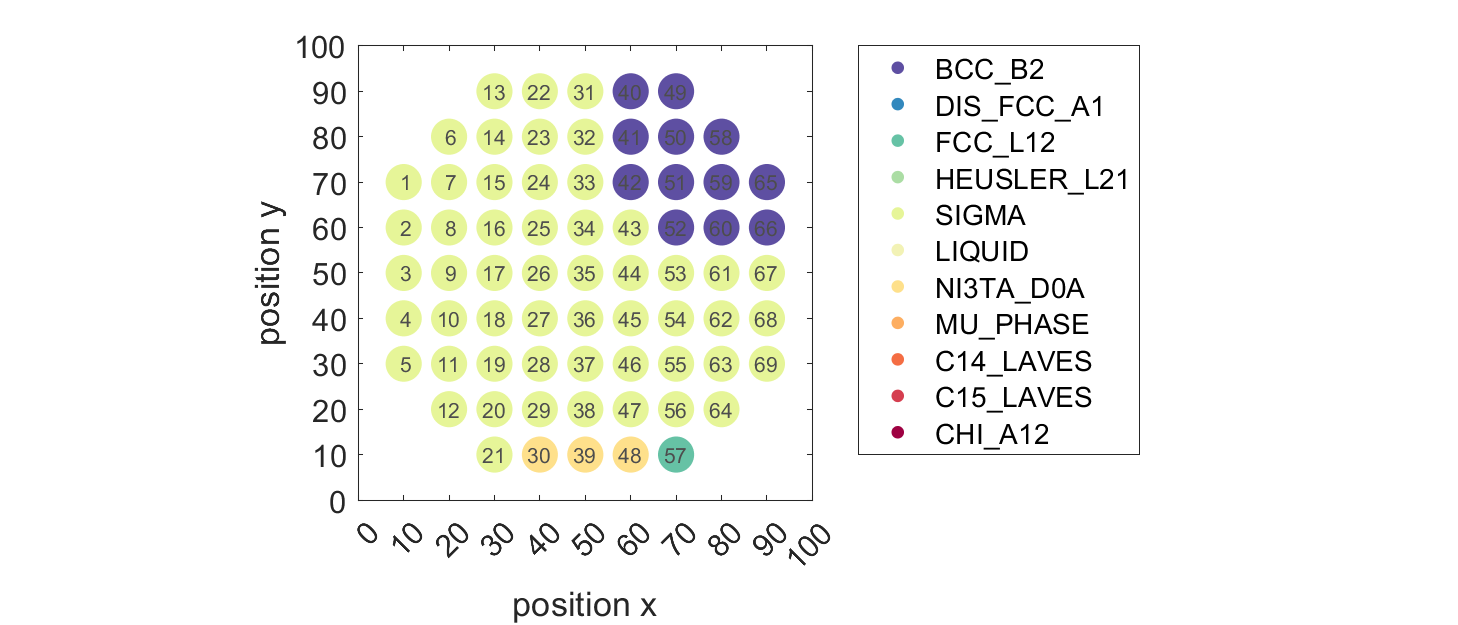 100
90
80
70
60
50
40
30
20
10
0
position y
13 22 31 40 49
6 14 23 32 41 50 58
1 7 15 24 33 42 51 59 65
2 8 16 25 34 43 52 60 66
3 9 17 26 35 44 53 61 67
4 10 18 27 36 45 54 62 68
5 11 19 28 37 46 55 63 69
12 20 29 38 47 56 64
21 30 39 48 57
0 10 20 30 40 50 60 70 80 90 100
position x
BCC_B2
DIS_FCC_A1
FCC_L12
HEUSLER_L21
SIGMA
LIQUID
NI3TA_D0A
MU_PHASE
C14_LAVES
C15_LAVES
CHI_A12